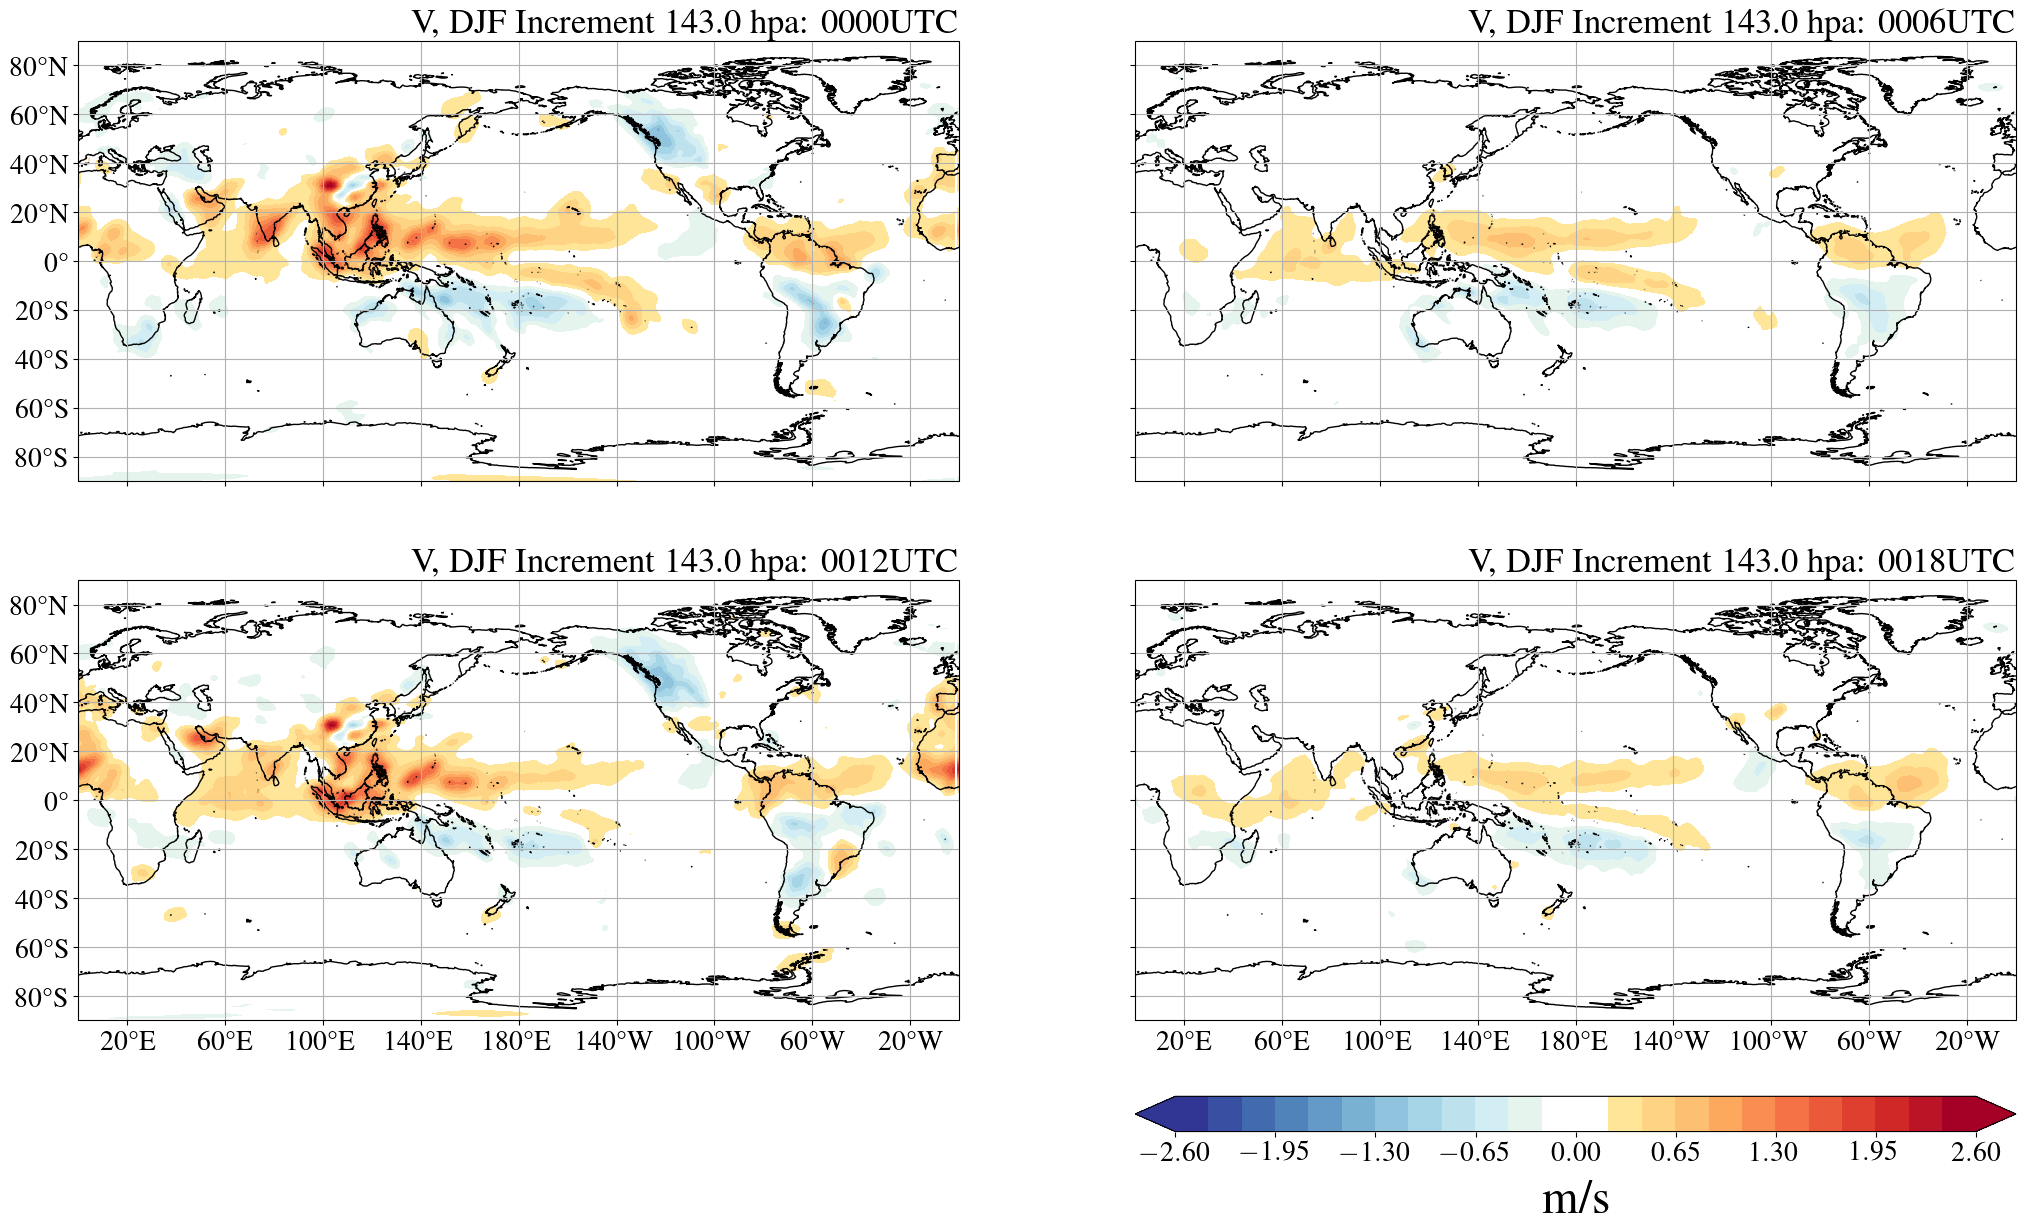 V, DJF Increment 143.0 hpa: 0000UTC
V, DJF Increment 143.0 hpa: 0006UTC
80°N
60°N
40°N
20°N
0°
20°S
40°S
60°S
80°S
V, DJF Increment 143.0 hpa: 0012UTC
V, DJF Increment 143.0 hpa: 0018UTC
80°N
60°N
40°N
20°N
0°
20°S
40°S
60°S
80°S
20°E 60°E 100°E 140°E 180°E 140°W 100°W 60°W 20°W
20°E 60°E 100°E 140°E 180°E 140°W 100°W 60°W 20°W
−2.60 −1.95 −1.30 −0.65 0.00 0.65 1.30 1.95 2.60
m/s